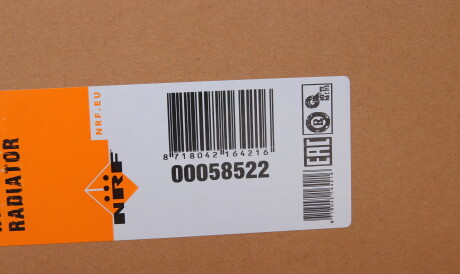 NRF.EU
RADIATOR
NRF
8 718042 164216
00058522
EAC